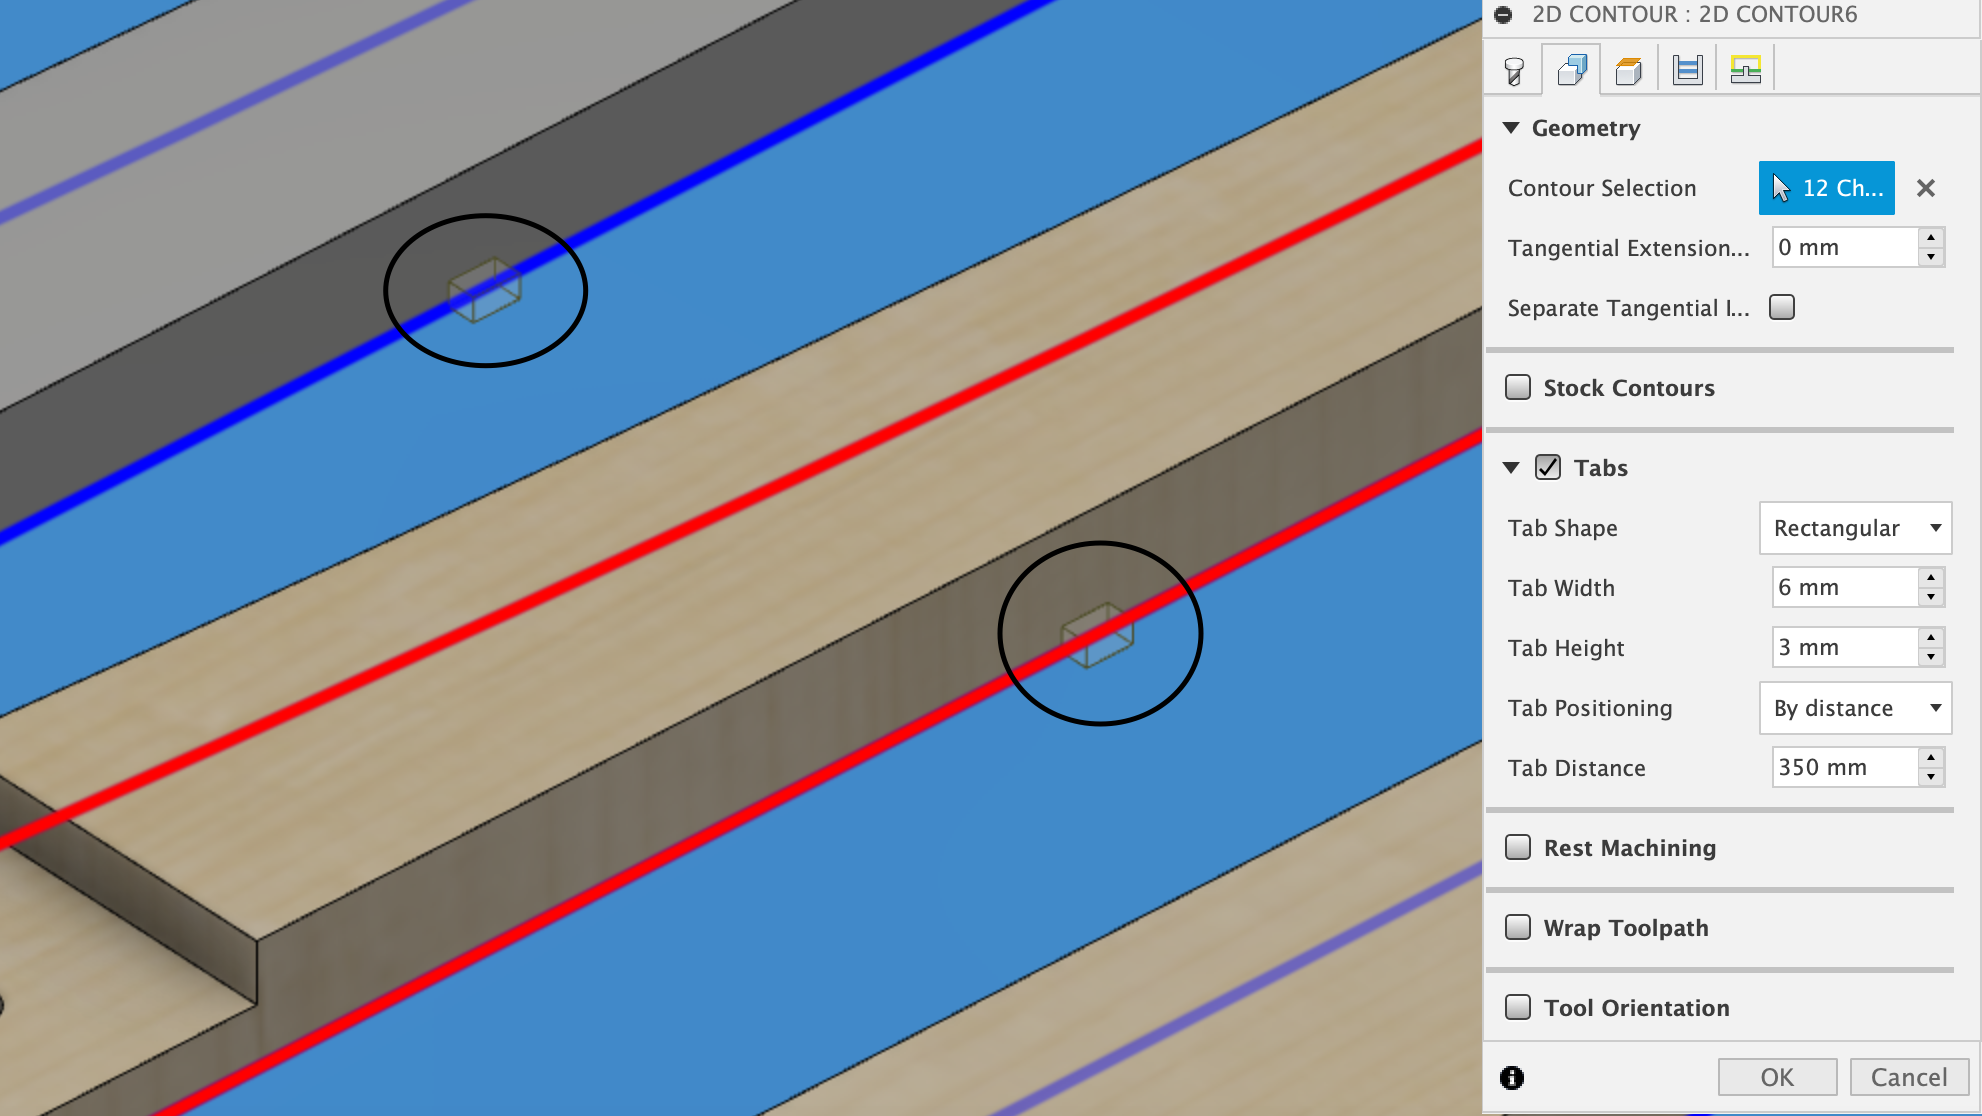 2D CONTOUR : 2D CONTOUR6
Geometry
Contour Selection 12 Ch...
Tangential Extension... 0 mm
Separate Tangential I...
Stock Contours
Tabs
Tab Shape Rectangular
Tab Width 6 mm
Tab Height 3 mm
Tab Positioning By distance
Tab Distance 350 mm
Rest Machining
Wrap Toolpath
Tool Orientation
OK Cancel